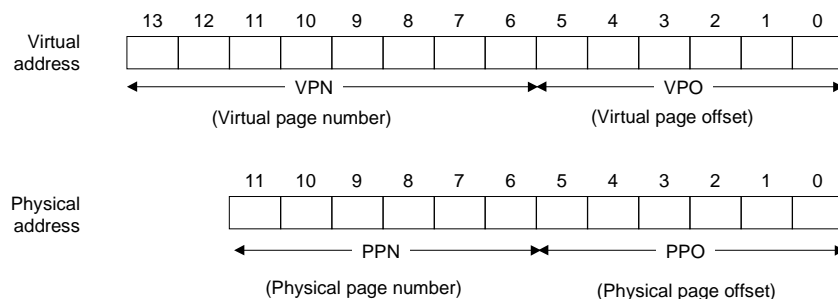 13 12 11 10 9 8 7 6 5 4 3 2 1 0
Virtual
address
VPN VPO
(Virtual page number) (Virtual page offset)
11 10 9 8 7 6 5 4 3 2 1 0
Physical
address
PPN PPO
(Physical page number) (Physical page offset)